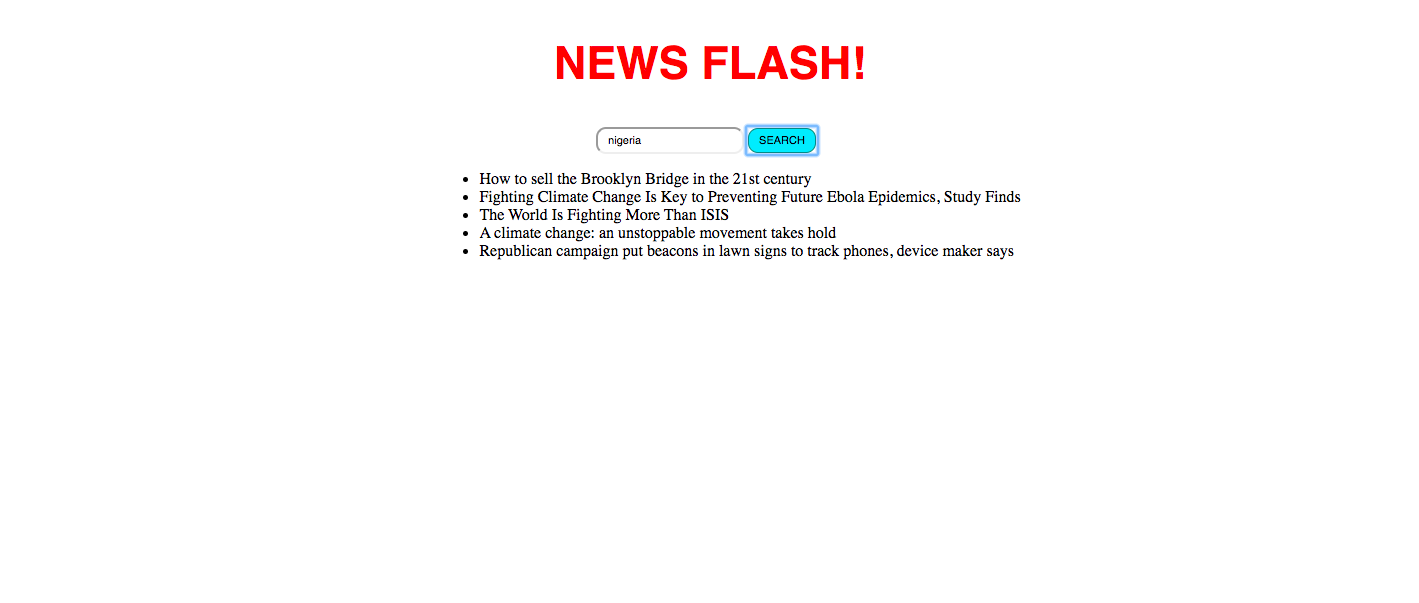 NEWS FLASH!
nigeria SEARCH
How to sell the Brooklyn Bridge in the 21st century
Fighting Climate Change Is Key to Preventing Future Ebola Epidemics, Study Finds
The World Is Fighting More Than ISIS
A climate change: an unstoppable movement takes hold
Republican campaign put beacons in lawn signs to track phones, device maker says